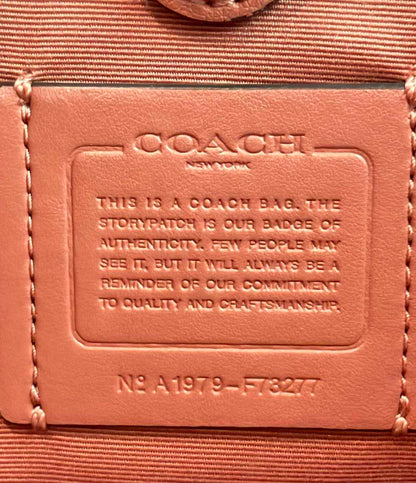 COACH
NEW YORK
THIS IS A COACH BAG. THE
STORYPATCH IS OUR BADGE OF
AUTHENTICITY. FEW PEOPLE MAY
SEE IT, BUT IT WILL ALWAYS BE A
REMINDER OF OUR COMMITMENT
TO QUALITY AND CRAFTSMANSHIP.
Nº A1979-F73277